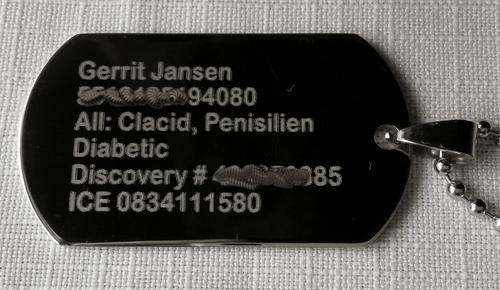 Gerrit Jansen
94080
All: Clacid, Penisilien
Diabetic
Discovery # 85
ICE 0834111580